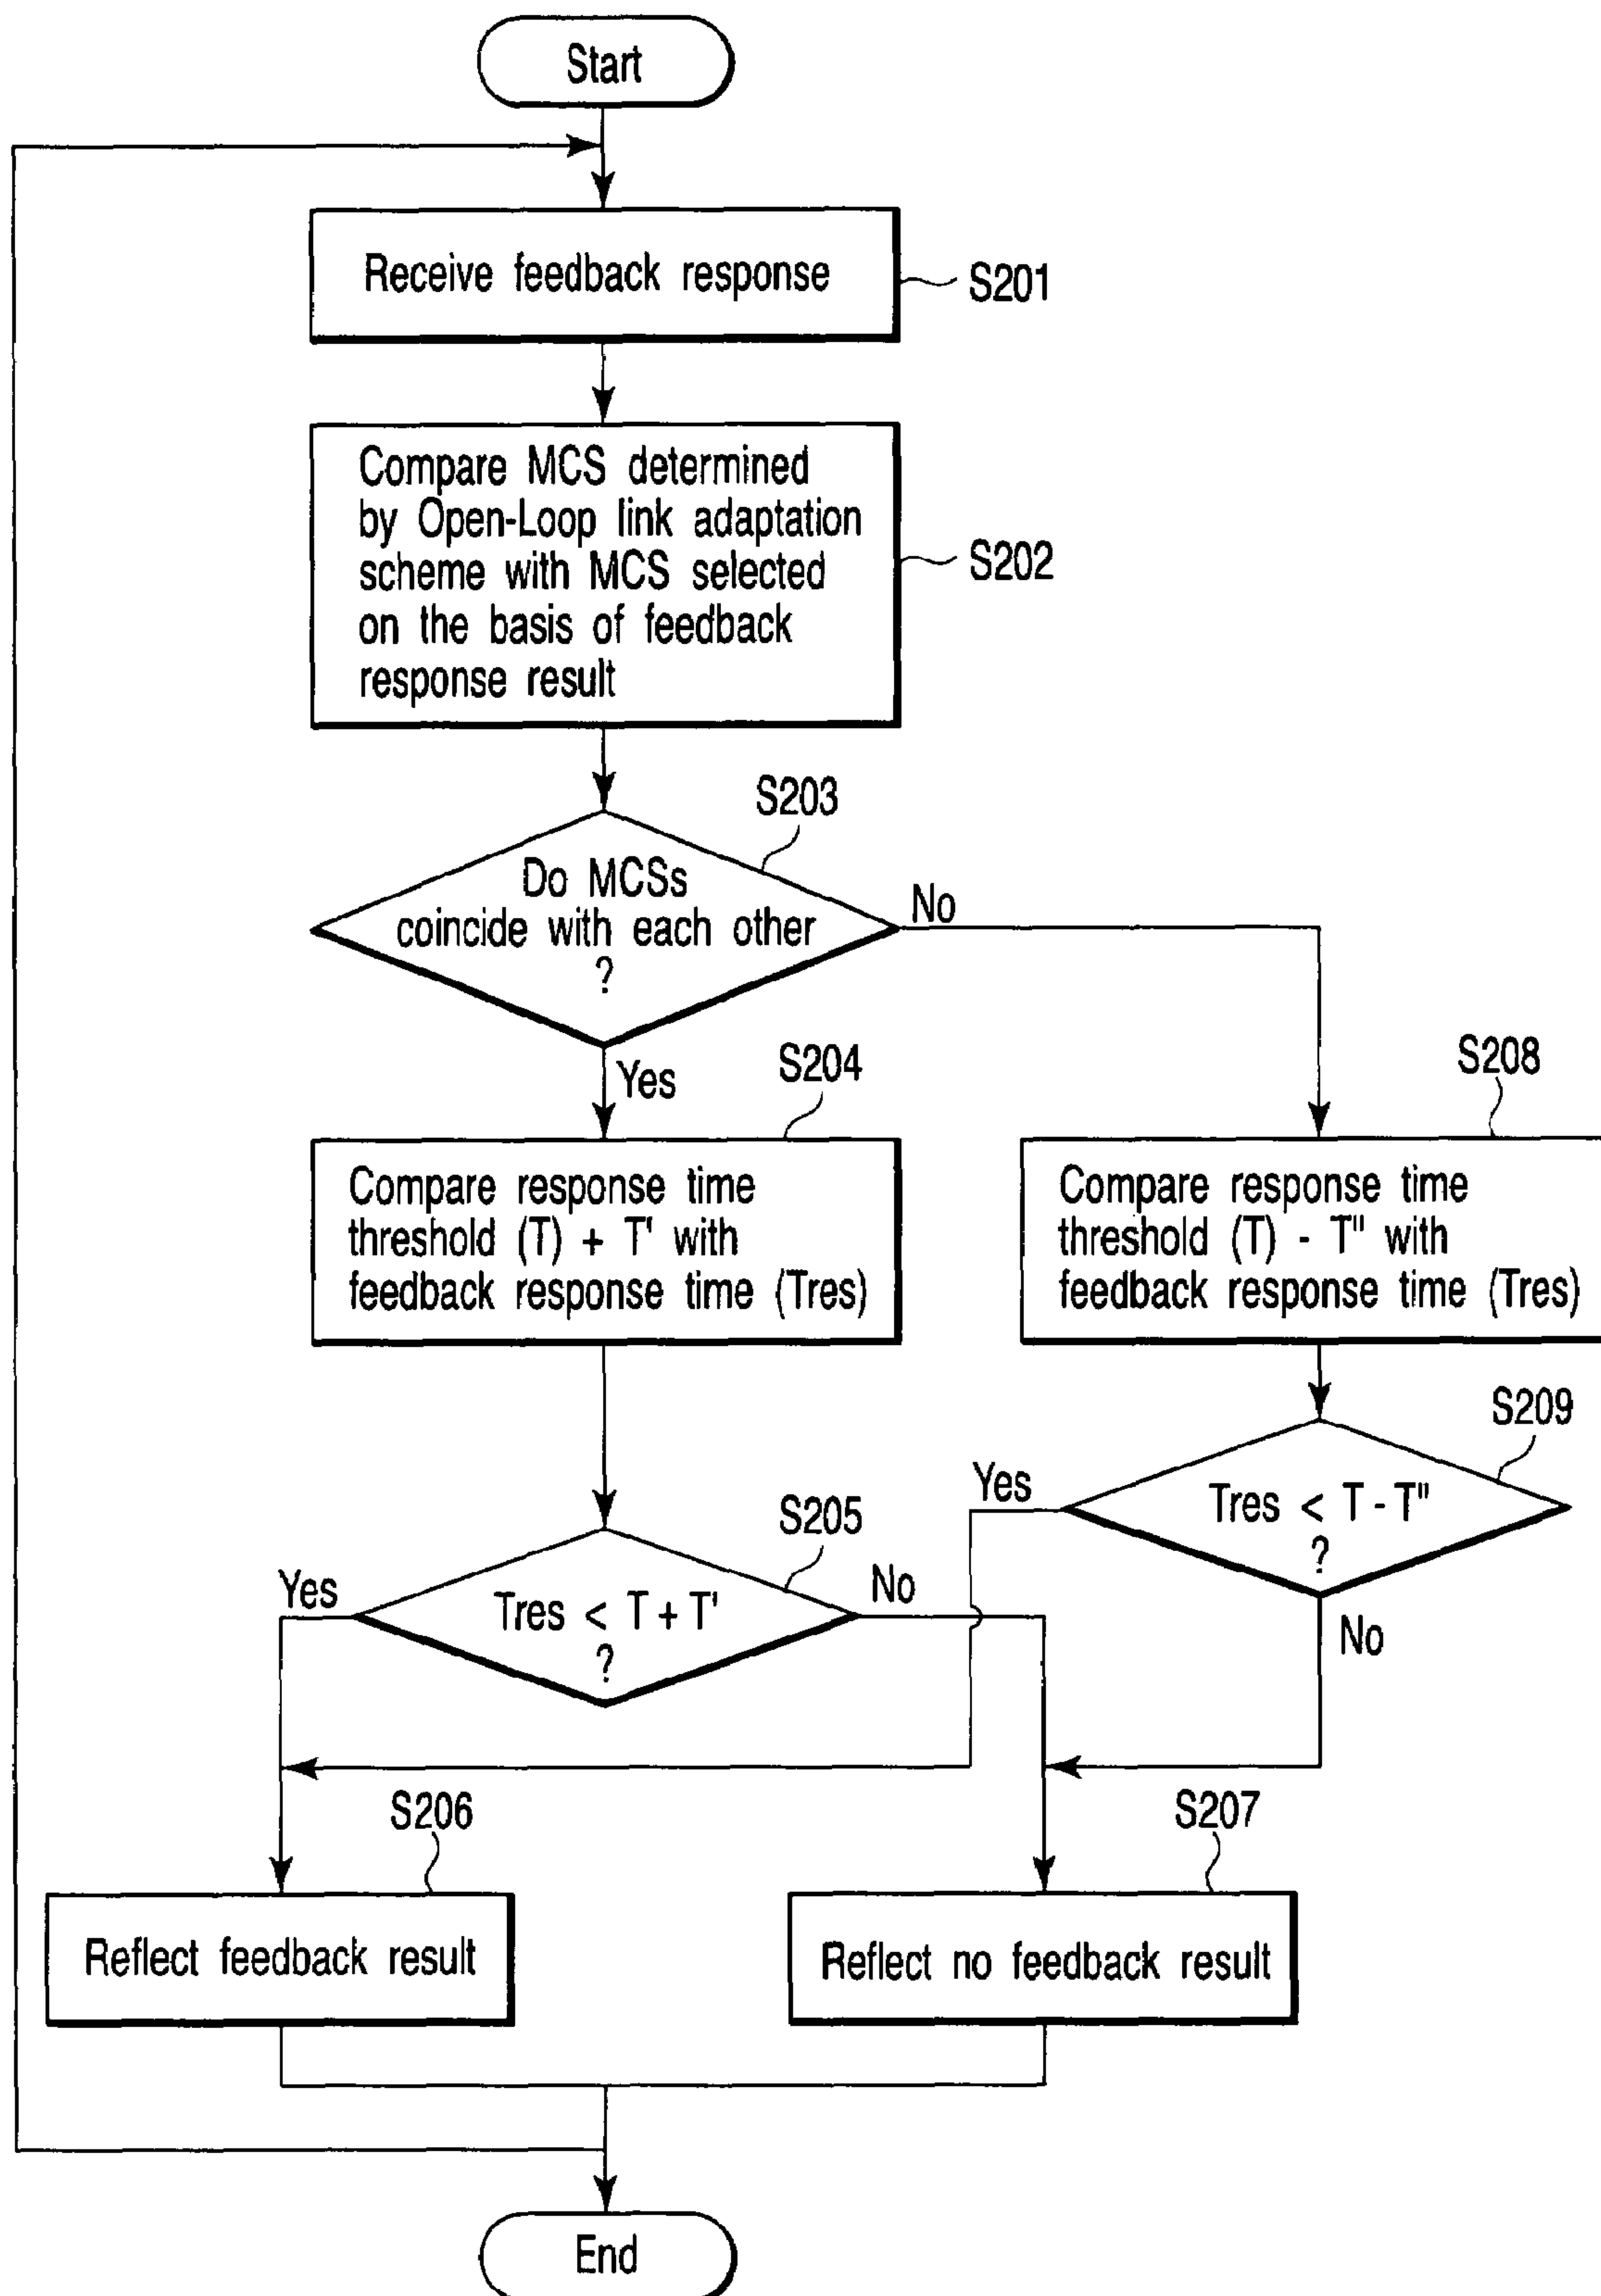 Start
Receive feedback response
S201
Compare MCS determined
by Open-Loop link adaptation
scheme with MCS selected
on the basis of feedback
response result
S202
S203
Do MCSs
coincide with each other
?
No
Yes
S204
Compare response time
threshold (T) + T' with
feedback response time (Tres)
S208
Compare response time
threshold (T) - T" with
feedback response time (Tres)
S209
Yes
Tres < T - T"
?
No
S205
Yes
Tres < T + T'
?
No
S206
Reflect feedback result
S207
Reflect no feedback result
End